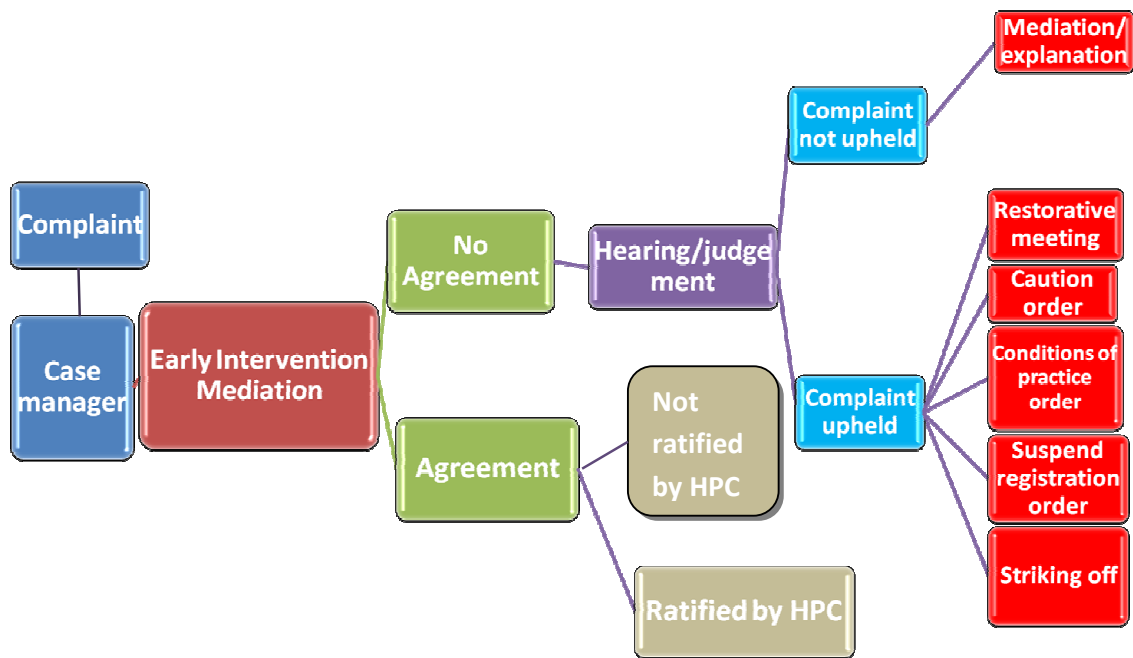 Complaint
Case
manager
Early Intervention
Mediation
No
Agreement
Agreement
Hearing/judge
ment
Not
ratified
by HPC
Ratified by HPC
Complaint
not upheld
Complaint
upheld
Mediation/
explanation
Restorative
meeting
Caution
order
Conditions of
practice
order
Suspend
registration
order
Striking off